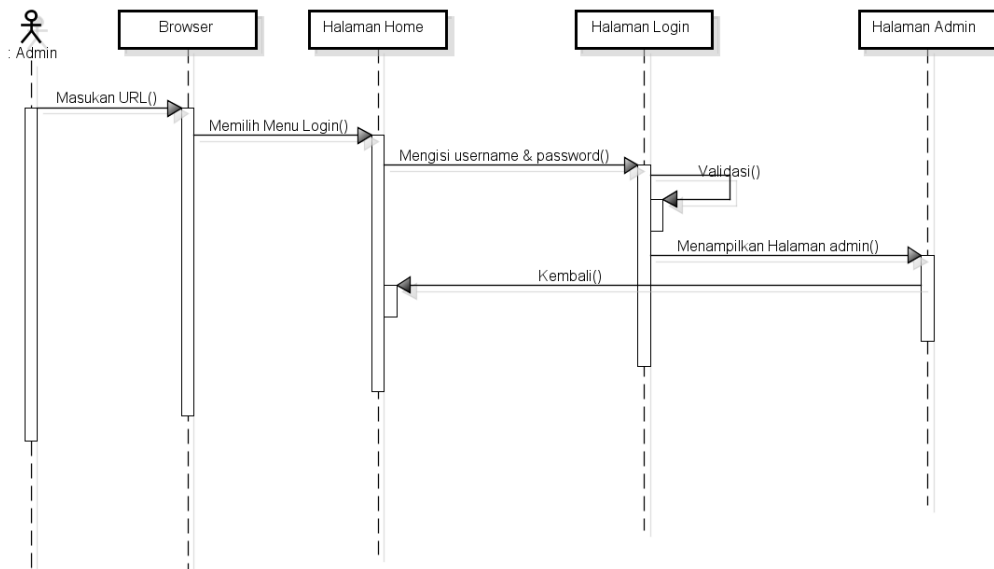 Browser
Halaman Home
Halaman Login
Halaman Admin
: Admin
Masukan URL()
Memilih Menu Login()
Mengisi username & password()
Validasi()
Menampilkan Halaman admin()
Kembali()